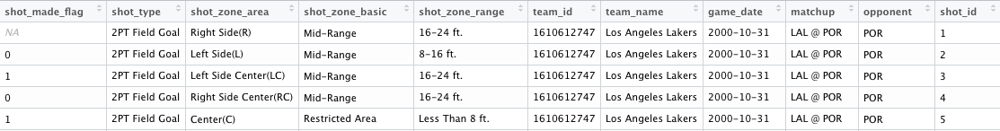 shot_made_flag shot_type shot_zone_area shot_zone_basic shot_zone_range team_id team_name game_date matchup opponent shot_id
NA 2PT Field Goal Right Side(R) Mid-Range 16-24 ft. 1610612747 Los Angeles Lakers 2000-10-31 LAL @ POR POR 1
0 2PT Field Goal Left Side(L) Mid-Range 8-16 ft. 1610612747 Los Angeles Lakers 2000-10-31 LAL @ POR POR 2
1 2PT Field Goal Left Side Center(LC) Mid-Range 16-24 ft. 1610612747 Los Angeles Lakers 2000-10-31 LAL @ POR POR 3
0 2PT Field Goal Right Side Center(RC) Mid-Range 16-24 ft. 1610612747 Los Angeles Lakers 2000-10-31 LAL @ POR POR 4
1 2PT Field Goal Center(C) Restricted Area Less Than 8 ft. 1610612747 Los Angeles Lakers 2000-10-31 LAL @ POR POR 5